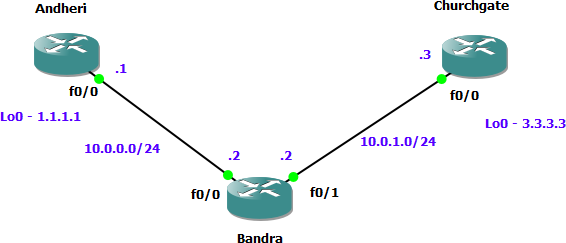 Andheri
Churchgate
.1
.3
f0/0
f0/0
Lo0 - 1.1.1.1
Lo0 - 3.3.3.3
10.0.0.0/24
10.0.1.0/24
.2
.2
f0/0
f0/1
Bandra